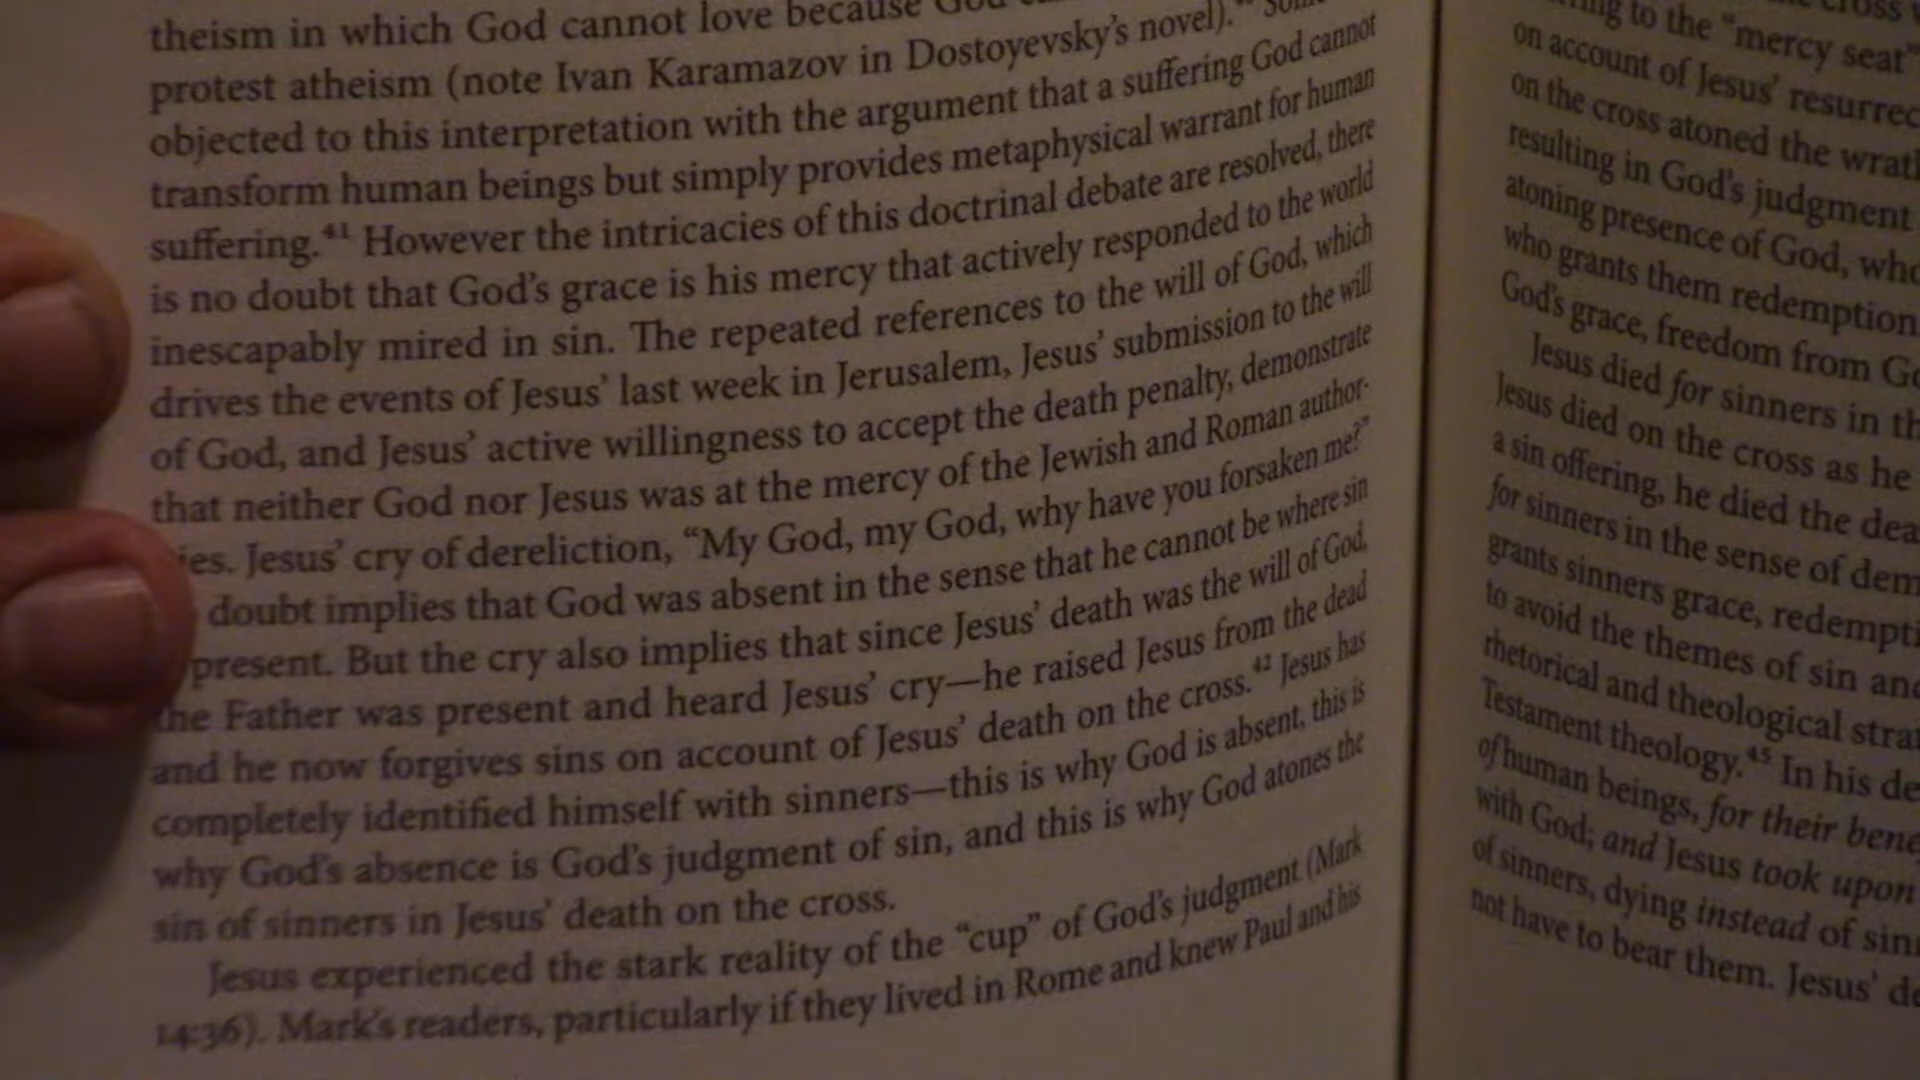 theism in which God cannot love because God
protest atheism (note Ivan Karamazov in Dostoyevsky's novel).
objected to this interpretation with the argument that a suffering God cannot
transform human beings but simply provides metaphysical warrant for human
suffering.41 However the intricacies of this doctrinal debate are resolved, there
is no doubt that God's grace is his mercy that actively responded to the world
inescapably mired in sin. The repeated references to the will of God, which
drives the events of Jesus' last week in Jerusalem, Jesus' submission to the will
of God, and Jesus' active willingness to accept the death penalty, demonstrate
that neither God nor Jesus was at the mercy of the Jewish and Roman author-
ies. Jesus' cry of dereliction, “My God, my God, why have you forsaken me?”
doubt implies that God was absent in the sense that he cannot be where sin
present. But the cry also implies that since Jesus' death was the will of God,
the Father was present and heard Jesus' cry—he raised Jesus from the dead
and he now forgives sins on account of Jesus' death on the cross.42 Jesus has
completely identified himself with sinners—this is why God is absent, this is
why God's absence is God's judgment of sin, and this is why God atones the
sin of sinners in Jesus' death on the cross.
Jesus experienced the stark reality of the “cup” of God's judgment (Mark
14:36). Mark's readers, particularly if they lived in Rome and knew Paul and his
to the “mercy seat”
on account of Jesus' resurrec
on the cross atoned the wrath
resulting in God's judgment
atoning presence of God, who
who grants them redemption
God's grace, freedom from Go
Jesus died for sinners in th
Jesus died on the cross as he
a sin offering, he died the dea
for sinners in the sense of dem
grants sinners grace, redempti
to avoid the themes of sin and
rhetorical and theological strat
Testament theology.45 In his de
of human beings, for their bene
with God; and Jesus took upon
of sinners, dying instead of sin
not have to bear them. Jesus' de